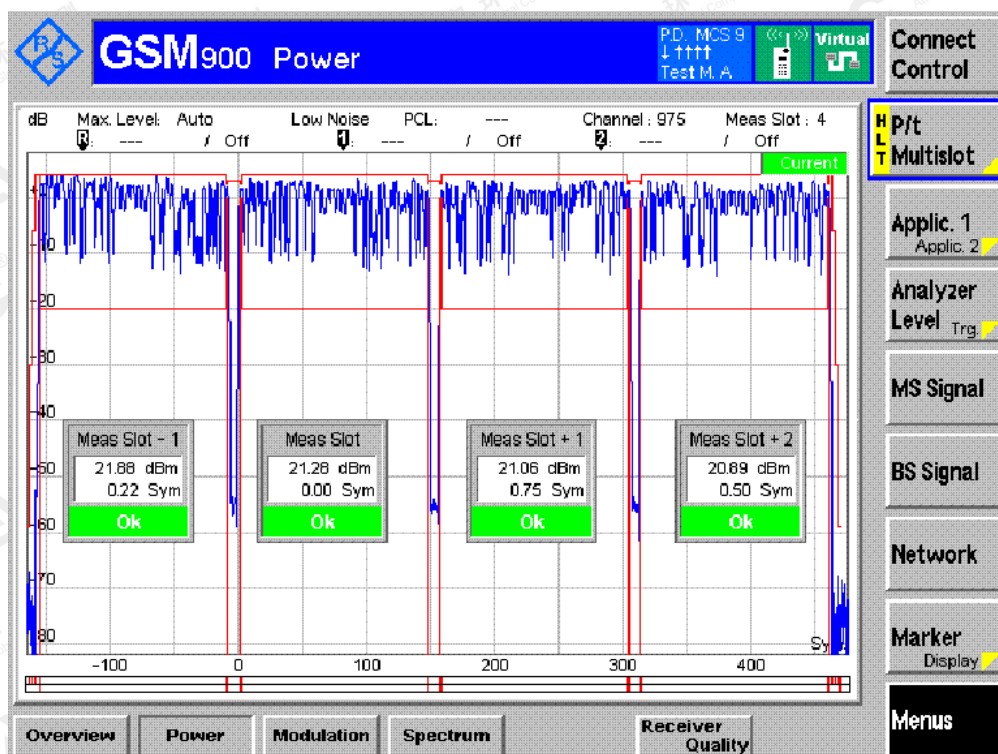 R S
GSM900 Power
P.D. MCS 9
↓ ↑↑↑↑
Test M. A
Virtual
Connect
Control
dB Max. Level: Auto Low Noise PCL: --- Channel : 975 Meas Slot : 4
R: --- / Off 1: --- / Off 2: --- / Off
Current
HLT
P/t
Multislot
Applic. 1
Applic. 2
Analyzer
Level Trg.
MS Signal
BS Signal
Network
Marker
Display
Menus
-10
-20
-30
-40
-50
-60
-70
-80
Meas Slot - 1
21.88 dBm
0.22 Sym
Ok
Meas Slot
21.28 dBm
0.00 Sym
Ok
Meas Slot + 1
21.06 dBm
0.75 Sym
Ok
Meas Slot + 2
20.89 dBm
0.50 Sym
Ok
-100 0 100 200 300 400
Overview
Power
Modulation
Spectrum
Receiver
Quality